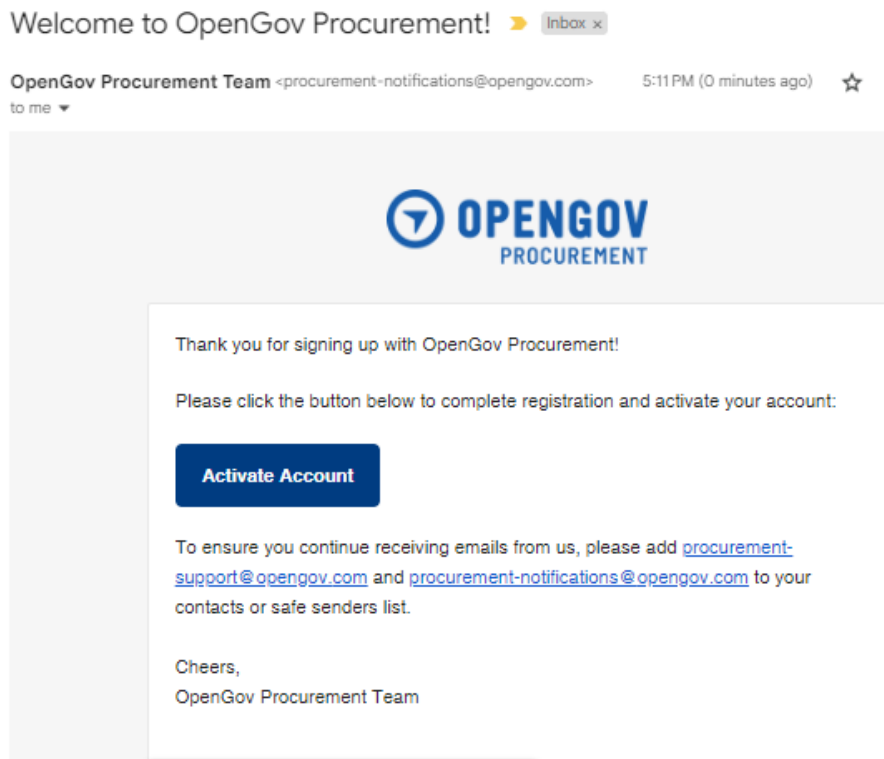 Welcome to OpenGov Procurement! Inbox x
OpenGov Procurement Team <procurement-notifications@opengov.com> 5:11 PM (0 minutes ago)
to me
OPENGOV
PROCUREMENT
Thank you for signing up with OpenGov Procurement!
Please click the button below to complete registration and activate your account:
Activate Account
To ensure you continue receiving emails from us, please add procurement-
support@opengov.com and procurement-notifications@opengov.com to your
contacts or safe senders list.
Cheers,
OpenGov Procurement Team